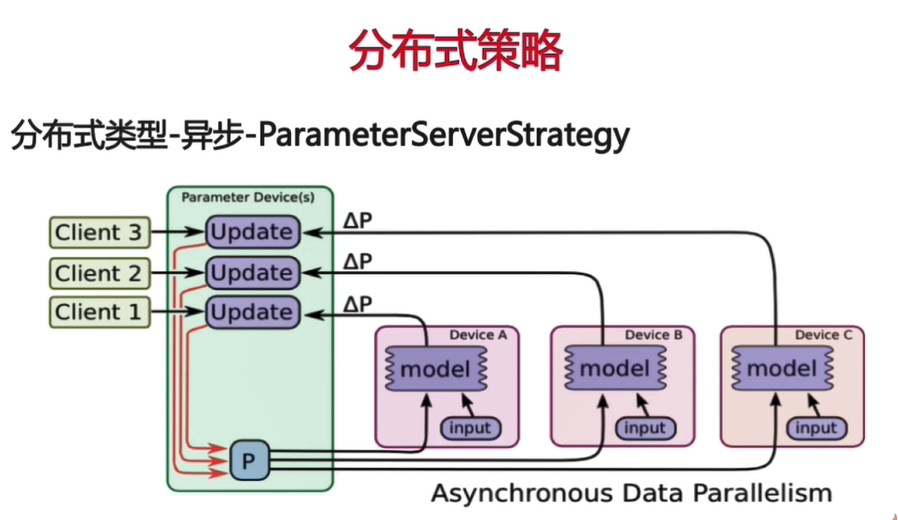 分布式策略
分布式类型-异步-ParameterServerStrategy
Parameter Device(s)
Client 3
Update
ΔP
Client 2
Update
ΔP
Client 1
Update
ΔP
Device A
Device B
Device C
model
model
model
input
input
input
P
Asynchronous Data Parallelism